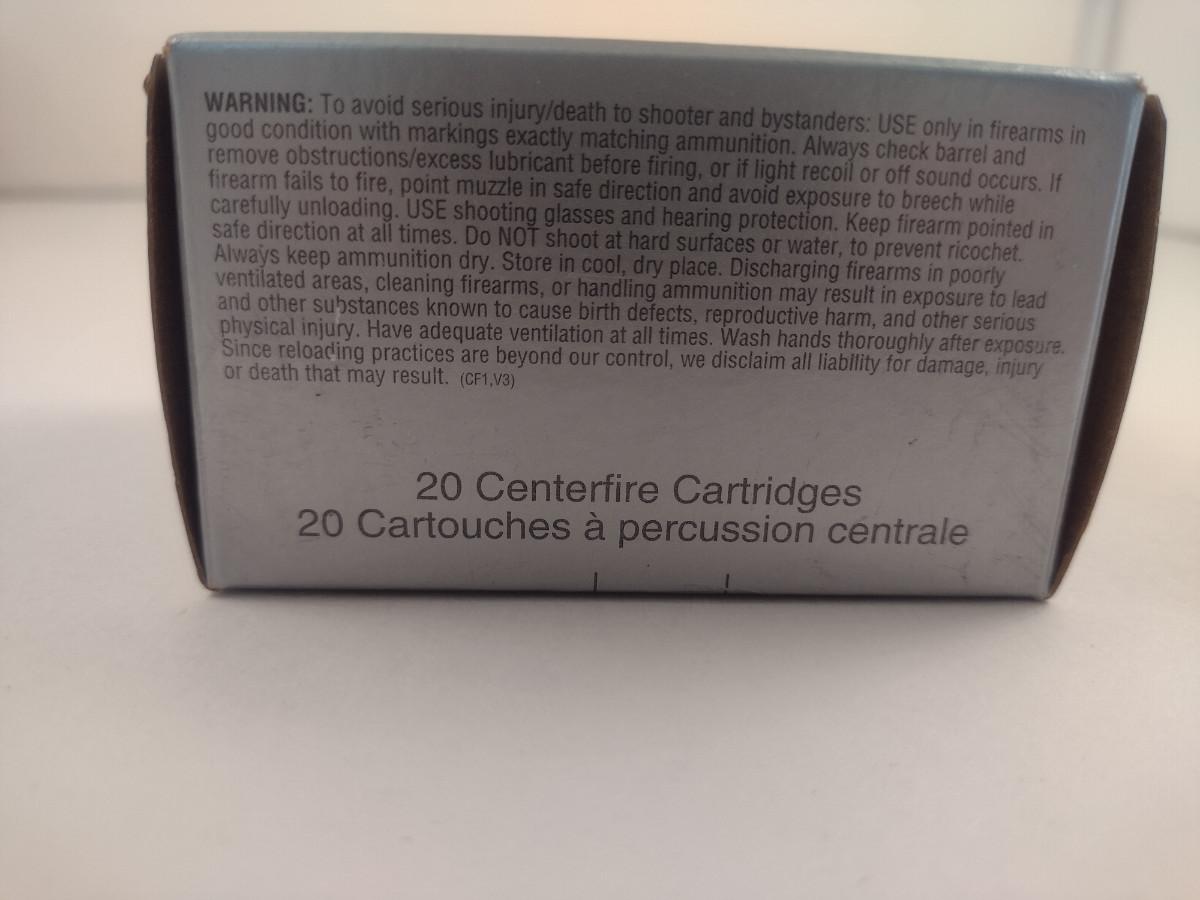 WARNING: To avoid serious injury/death to shooter and bystanders: USE only in firearms in
good condition with markings exactly matching ammunition. Always check barrel and
remove obstructions/excess lubricant before firing, or if light recoil or off sound occurs. If
firearm fails to fire, point muzzle in safe direction and avoid exposure to breech while
carefully unloading. USE shooting glasses and hearing protection. Keep firearm pointed in
safe direction at all times. Do NOT shoot at hard surfaces or water, to prevent ricochet.
Always keep ammunition dry. Store in cool, dry place. Discharging firearms in poorly
ventilated areas, cleaning firearms, or handling ammunition may result in exposure to lead
and other substances known to cause birth defects, reproductive harm, and other serious
physical injury. Have adequate ventilation at all times. Wash hands thoroughly after exposure.
Since reloading practices are beyond our control, we disclaim all liability for damage, injury
or death that may result. (CF1,V3)
20 Centerfire Cartridges
20 Cartouches à percussion centrale